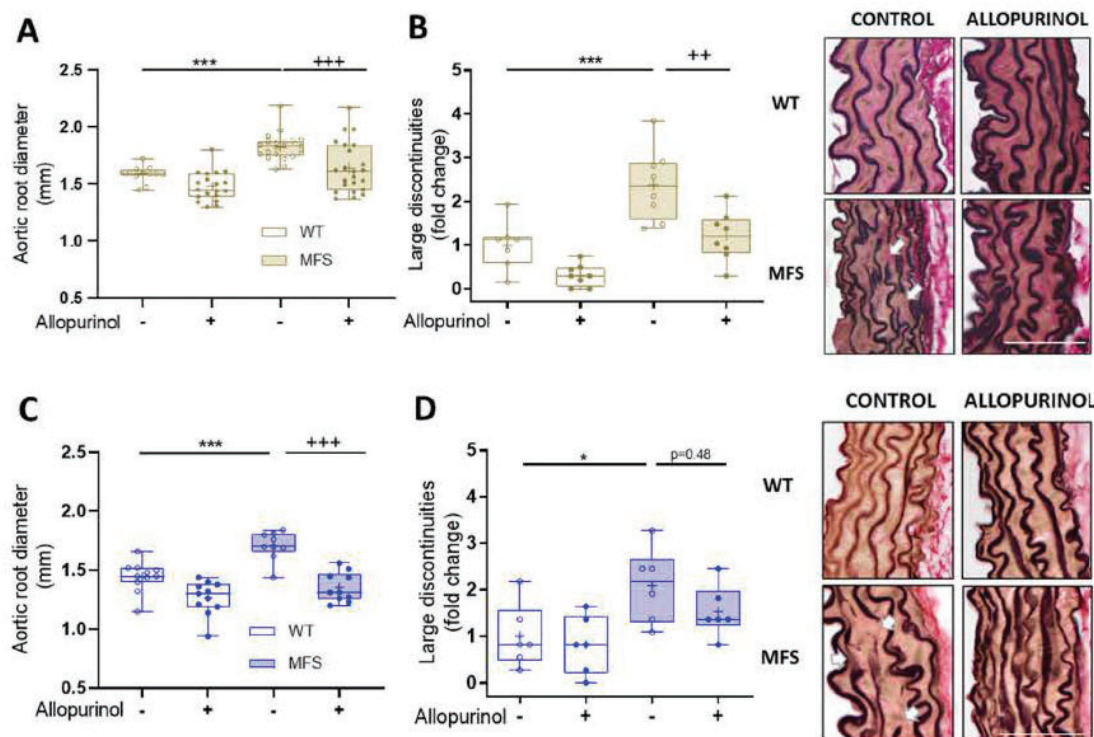 A
Aortic root diameter
(mm)
2.5
2.0
1.5
1.0
0.5
***
+++
WT
MFS
Allopurinol - + - +
B
Large discontinuities
(fold change)
5
4
3
2
1
0
***
++
Allopurinol - + - +
CONTROL ALLOPURINOL
WT
MFS
C
Aortic root diameter
(mm)
2.5
2.0
1.5
1.0
0.5
***
+++
WT
MFS
Allopurinol - + - +
D
Large discontinuities
(fold change)
5
4
3
2
1
0
*
p=0.48
Allopurinol - + - +
CONTROL ALLOPURINOL
WT
MFS